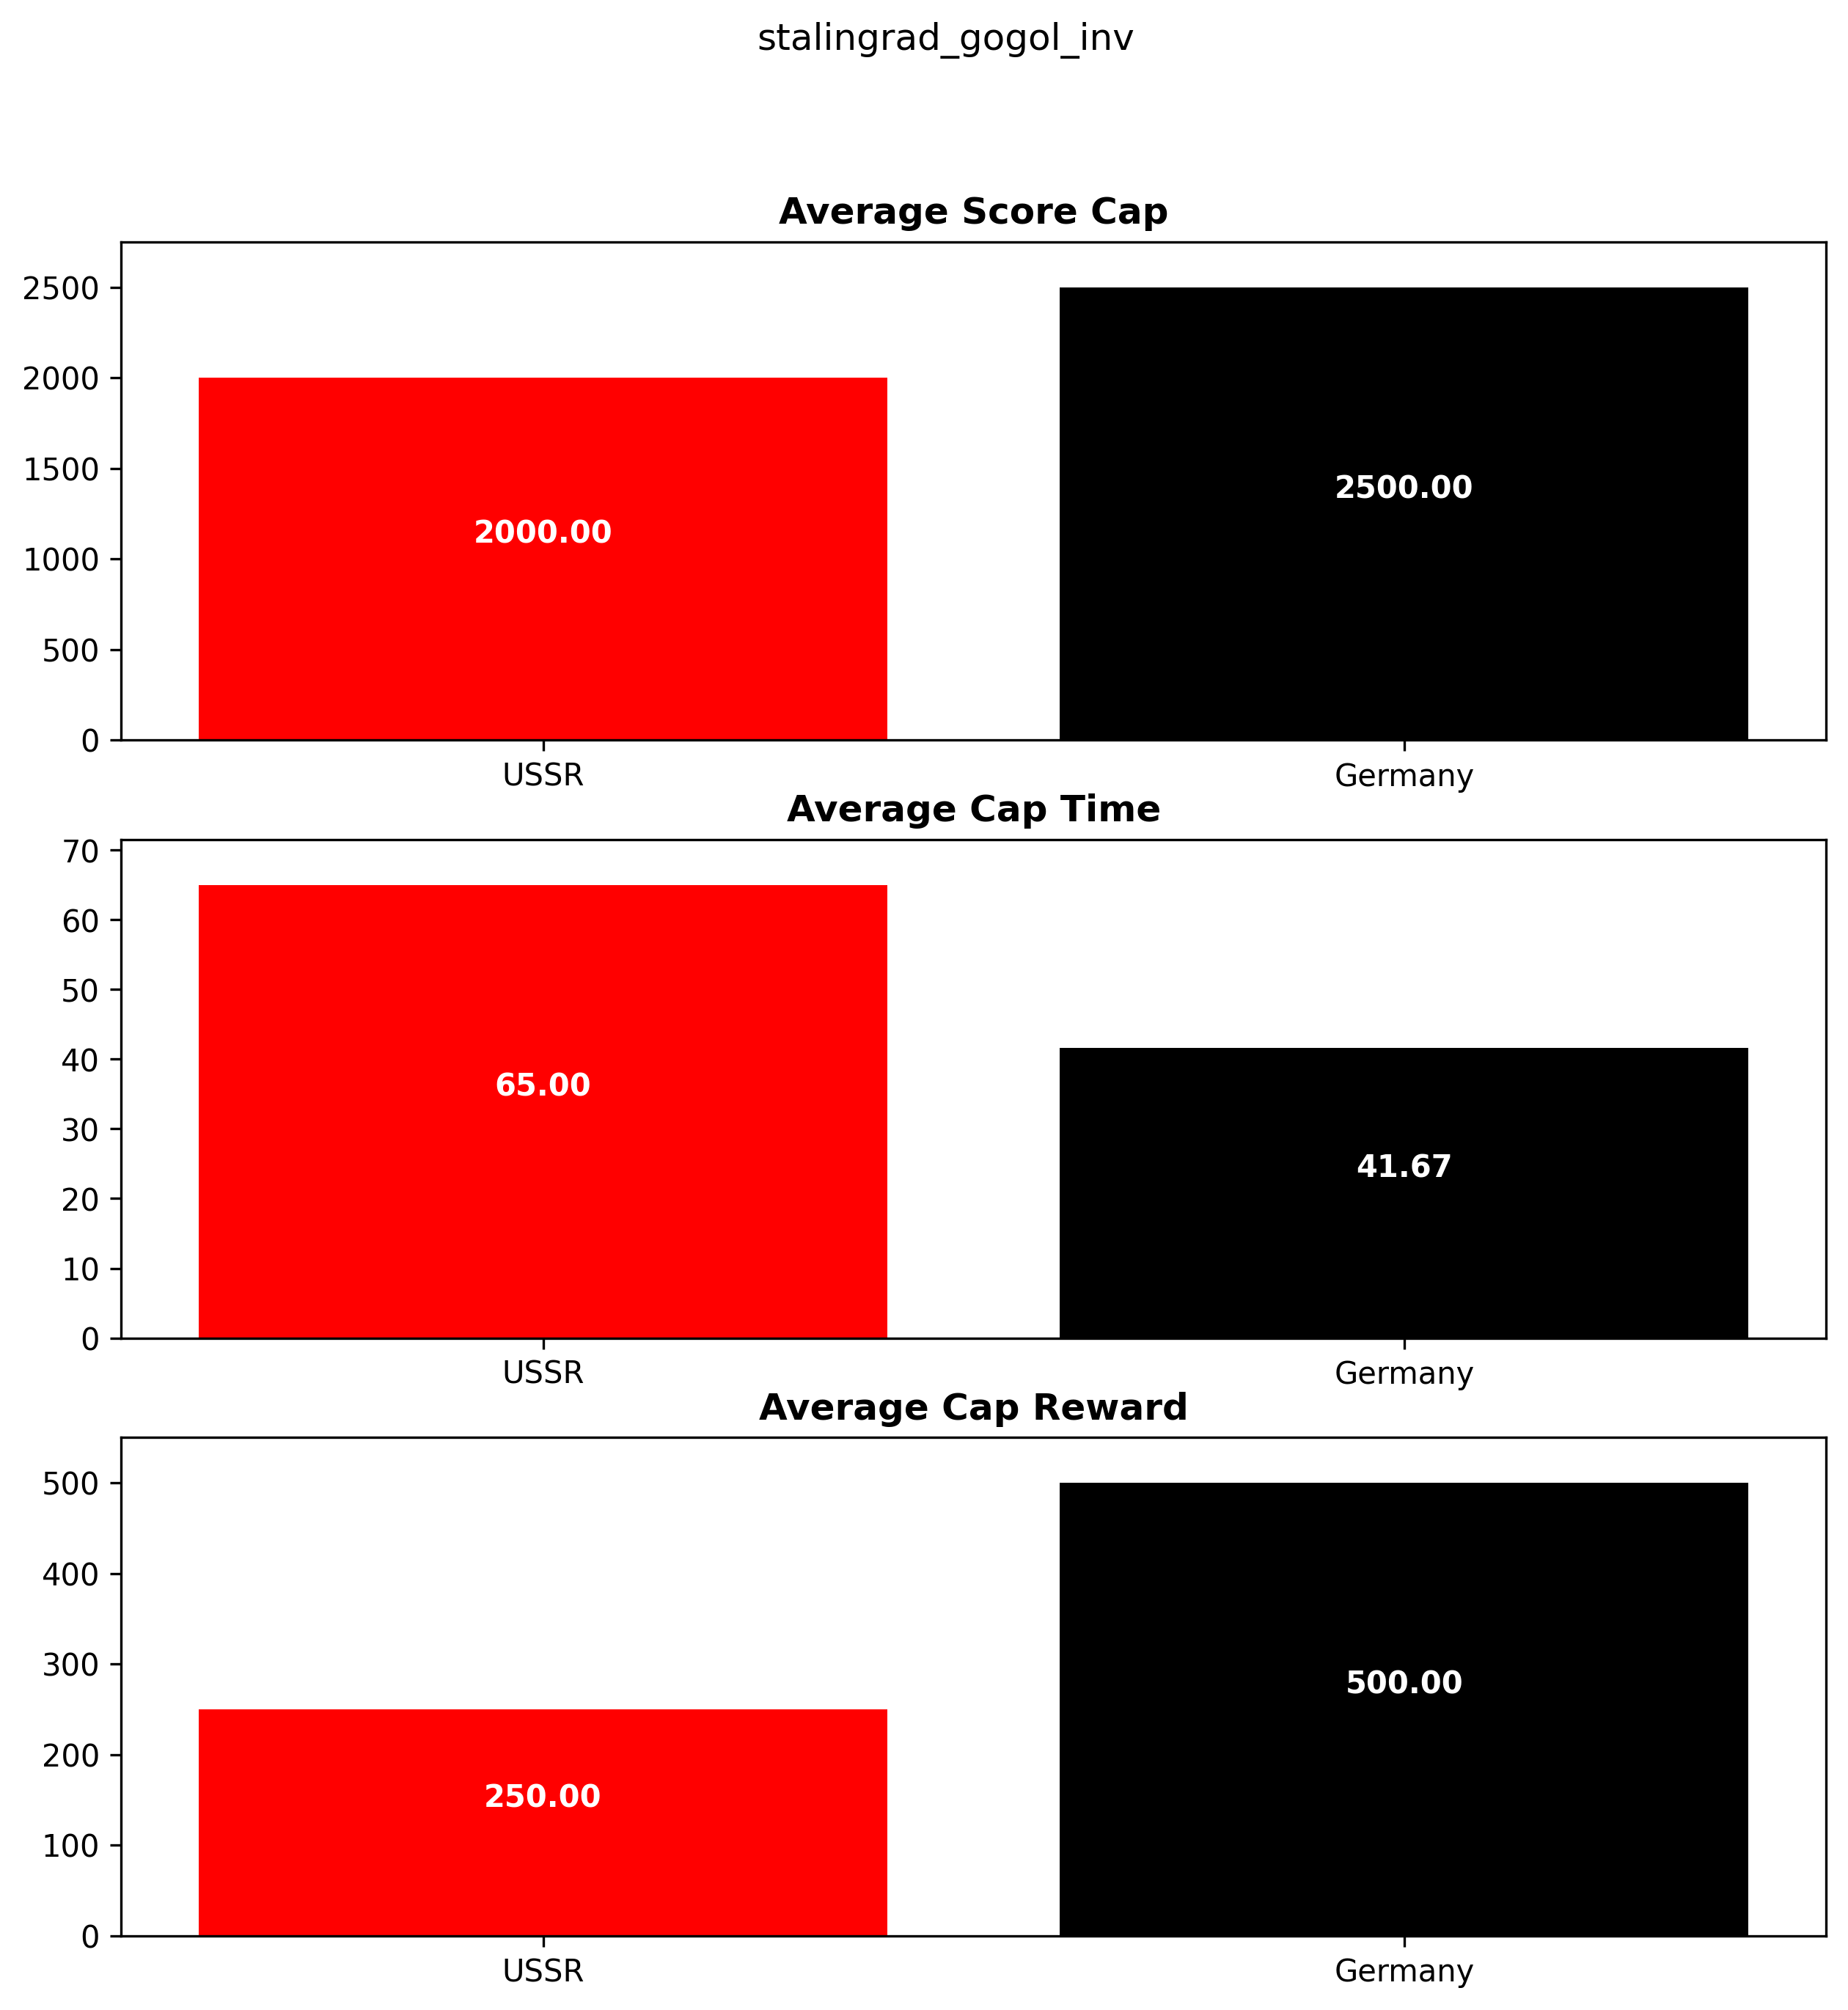 stalingrad_gogol_inv
Average Score Cap
2500
2000
1500
1000
500
0
2000.00
2500.00
USSR
Germany
Average Cap Time
70
60
50
40
30
20
10
0
65.00
41.67
USSR
Germany
Average Cap Reward
500
400
300
200
100
0
250.00
500.00
USSR
Germany